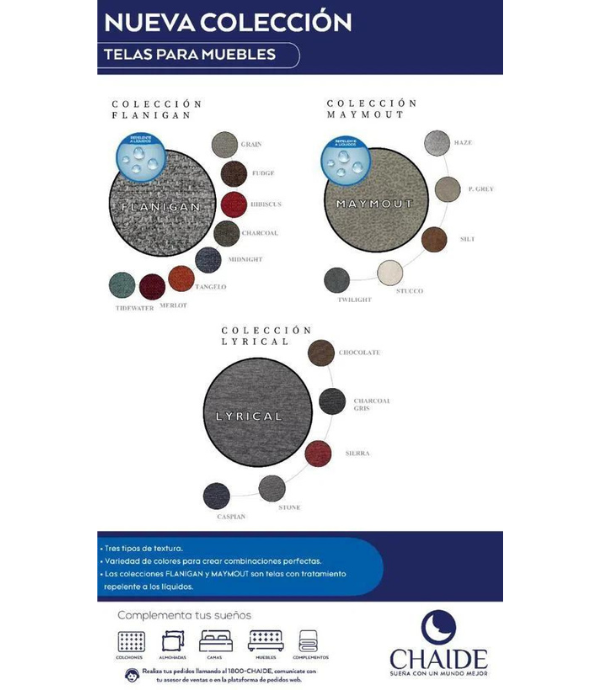 NUEVA COLECCIÓN
TELAS PARA MUEBLES
COLECCIÓN
FLANIGAN
REPELENTE
A LÍQUIDOS
FLANIGAN
GRAIN
FUDGE
HIBISCUS
CHARCOAL
MIDNIGHT
TANGELO
MERLOT
TIDEWATER
COLECCIÓN
MAYMOUT
REPELENTE
A LÍQUIDOS
MAYMOUT
HAZE
P. GREY
SILT
STUCCO
TWILIGHT
COLECCIÓN
LYRICAL
LYRICAL
CHOCOLATE
CHARCOAL
GRIS
SIERRA
STONE
CASPIAN
• Tres tipos de textura.
• Variedad de colores para crear combinaciones perfectas.
• Las colecciones FLANIGAN y MAYMOUT son telas con tratamiento
repelente a los líquidos.
Complementa tus sueños
COLCHONES
ALMOHADAS
CAMAS
MUEBLES
COMPLEMENTOS
Realiza tus pedidos llamando al 1800-CHAIDE, comunícate con
tu asesor de ventas o en la plataforma de pedidos web.
CHAIDE
SUEÑA CON UN MUNDO MEJOR